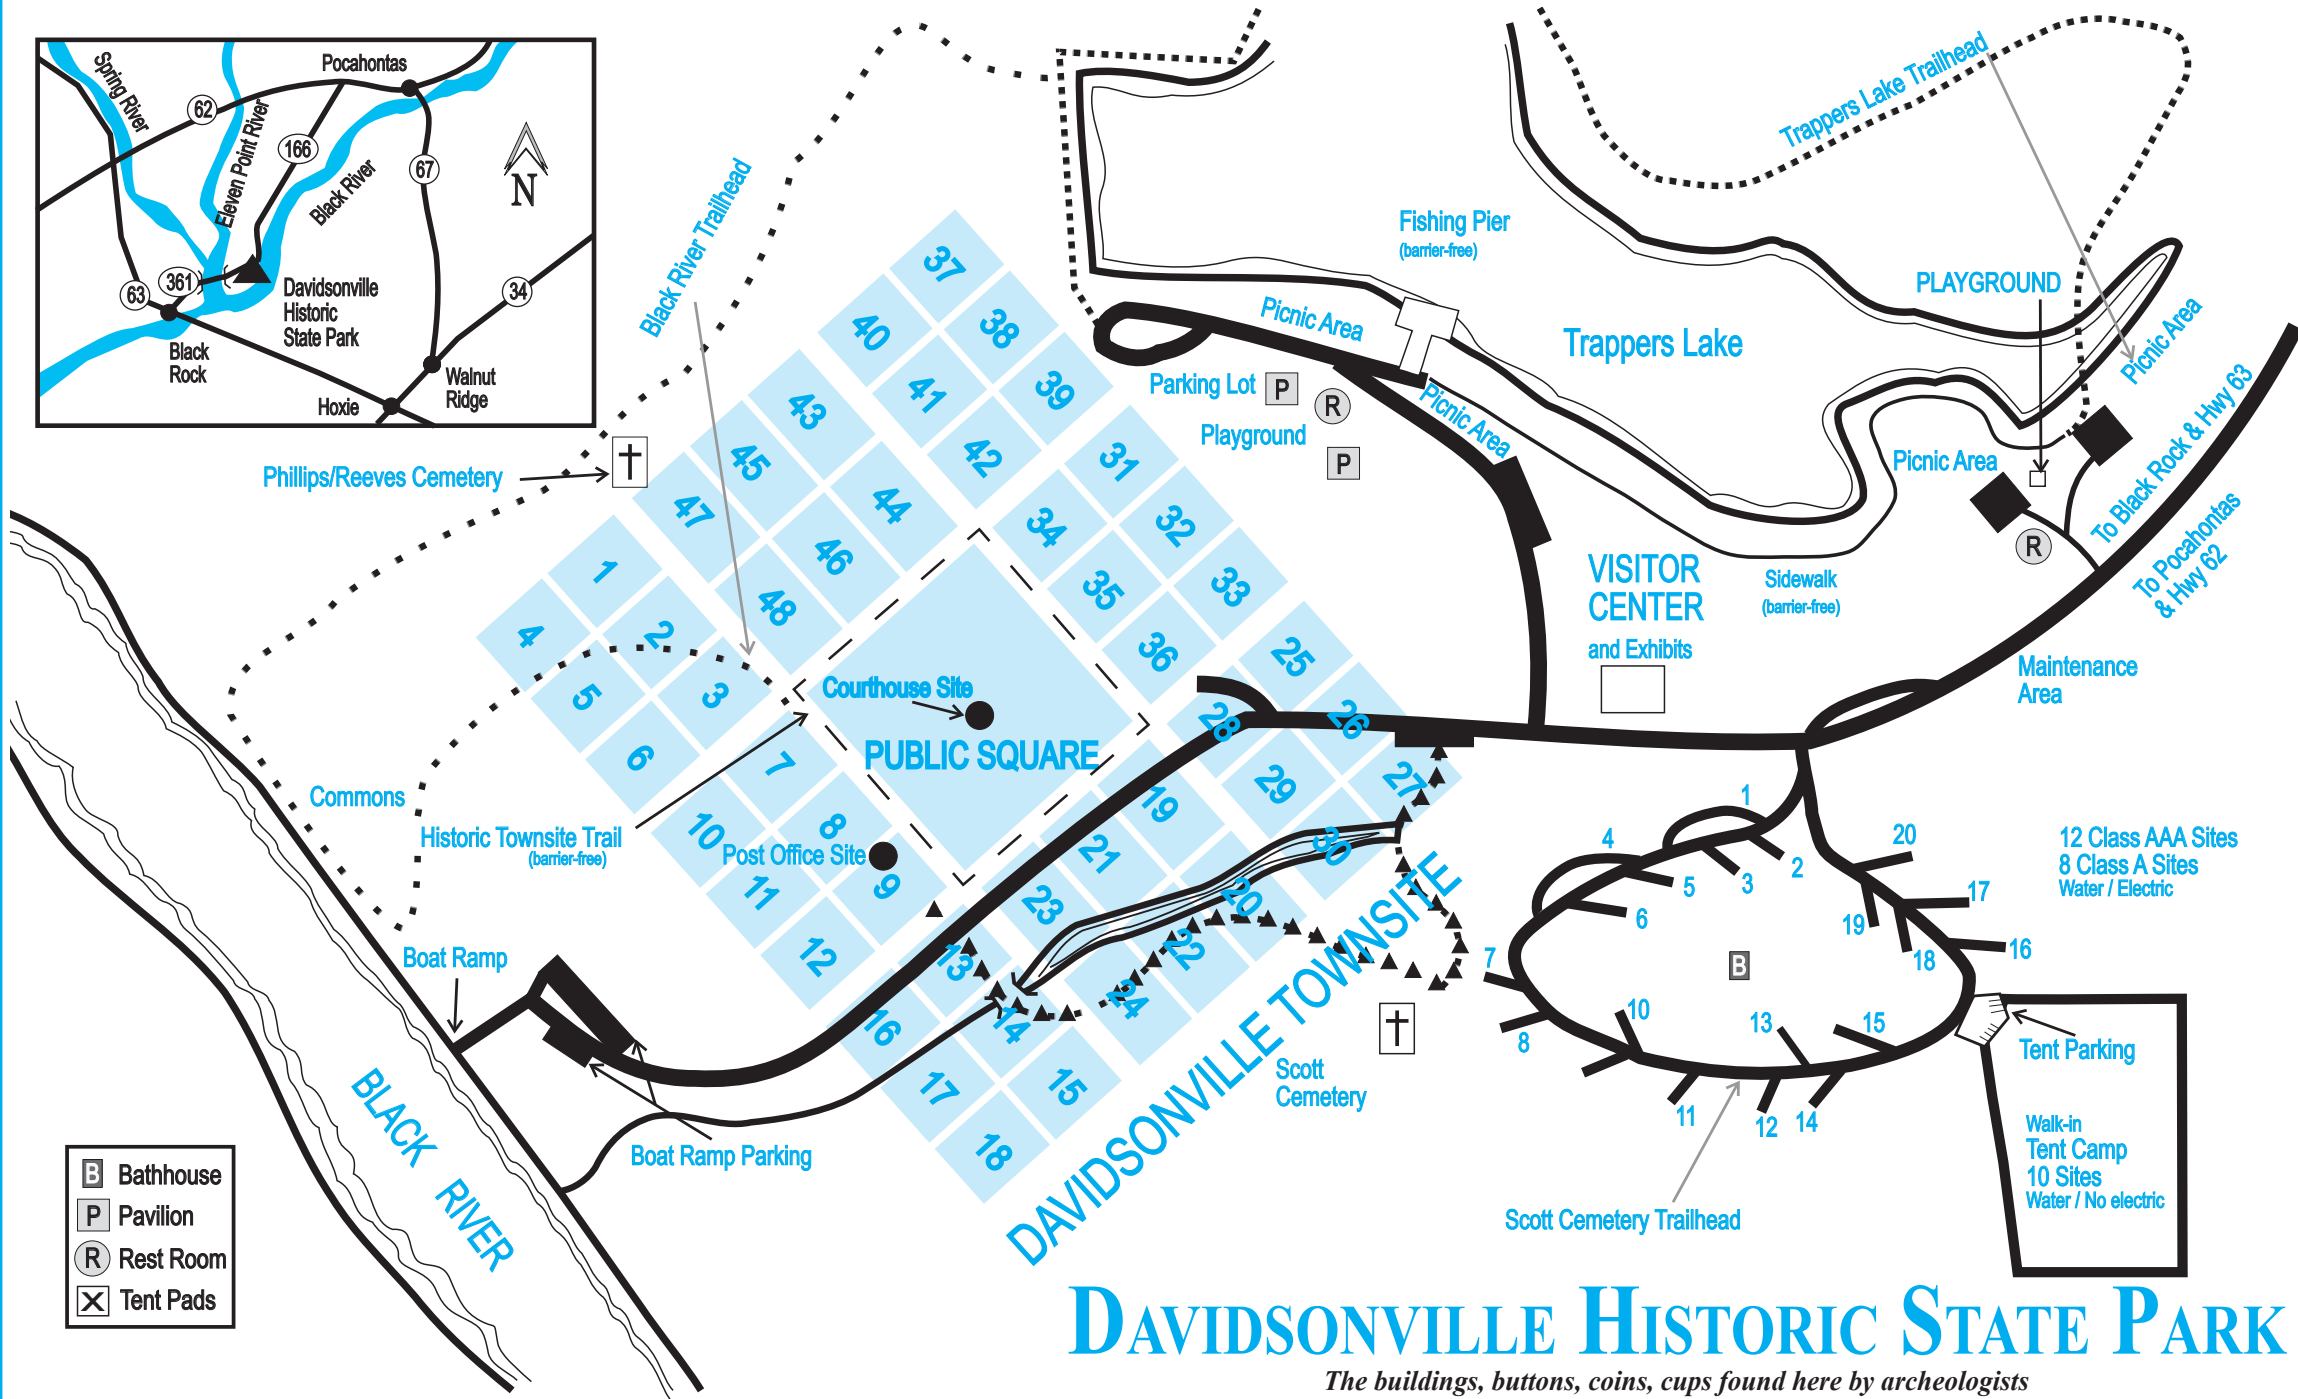 Spring River
62
Pocahontas
Eleven Point River
166
Black River
67
N
361
63
34
Davidsonville
Historic
State Park
Black
Rock
Walnut
Ridge
Hoxie
Black River Trailhead
Phillips/Reeves Cemetery
Trappers Lake Trailhead
Fishing Pier
(barrier-free)
PLAYGROUND
Picnic Area
Trappers Lake
Picnic Area
Parking Lot
P
R
Picnic Area
Playground
P
Picnic Area
R
To Black Rock & Hwy 63
To Pocahontas
& Hwy 62
VISITOR
CENTER
and Exhibits
Sidewalk
(barrier-free)
Maintenance
Area
37
40
38
43
41
39
45
42
31
47
44
34
32
1
46
35
33
4
2
48
36
25
5
3
28
26
6
7
29
27
10
8
19
30
11
9
21
20
12
23
22
13
24
16
14
17
15
18
Courthouse Site
PUBLIC SQUARE
Commons
Historic Townsite Trail
(barrier-free)
Post Office Site
Boat Ramp
Boat Ramp Parking
BLACK RIVER
DAVIDSONVILLE TOWNSITE
Scott
Cemetery
1
4
2
3
5
6
7
8
10
11
12
13
14
15
16
17
18
19
20
B
12 Class AAA Sites
8 Class A Sites
Water / Electric
Tent Parking
Walk-in
Tent Camp
10 Sites
Water / No electric
Scott Cemetery Trailhead
B Bathhouse
P Pavilion
R Rest Room
X Tent Pads
DAVIDSONVILLE HISTORIC STATE PARK
The buildings, buttons, coins, cups found here by archeologists